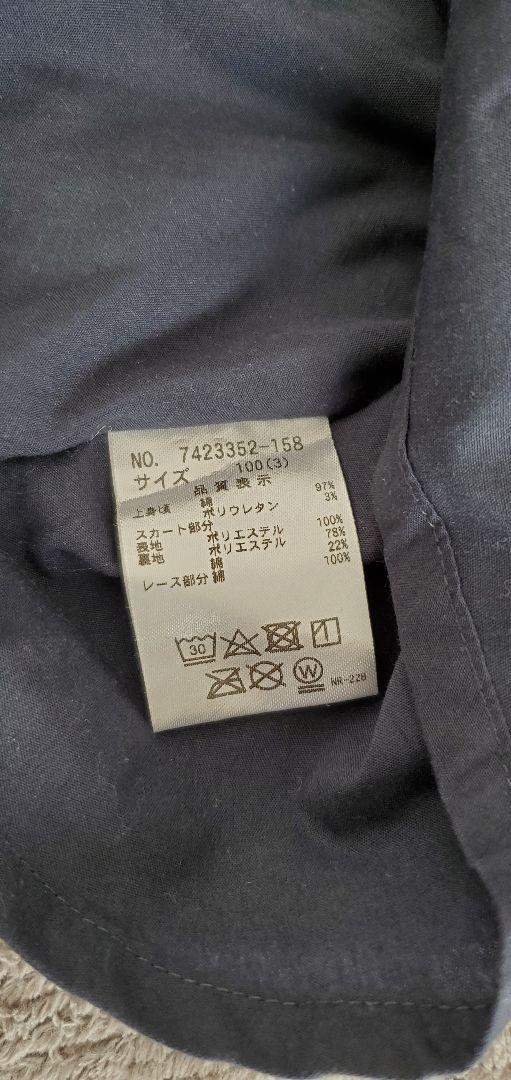 NO. 7423352-158
サイズ 100(3)
品質表示
上身頃 綿 97%
ポリウレタン 3%
スカート部分
表地 ポリエステル 100%
裏地 ポリエステル 78%
綿 22%
レース部分 綿 100%
30
W
NR-228